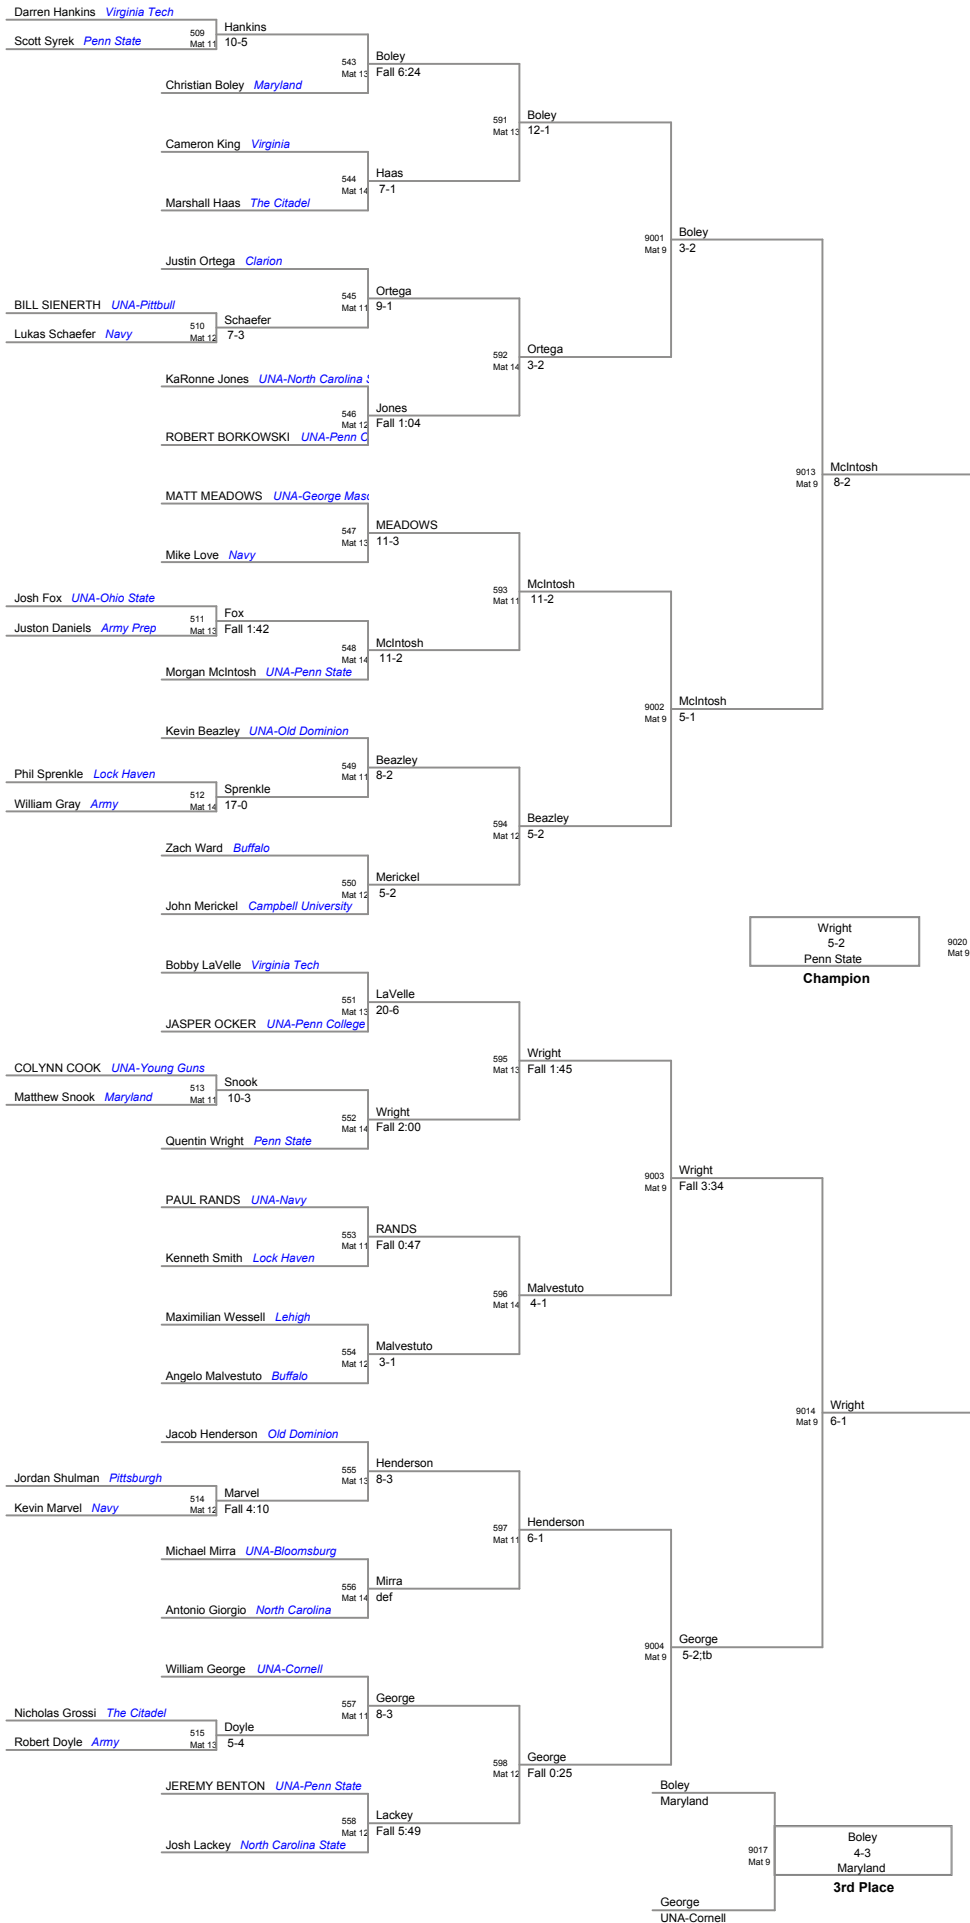 Darren Hankins Virginia Tech
509 Hankins
Scott Syrek Penn State
Mat 11 10-5
543 Boley
Mat 13 Fall 6:24
Christian Boley Maryland
591 Boley
Mat 13 12-1
Cameron King Virginia
544 Haas
Mat 14 7-1
Marshall Haas The Citadel
9001 Boley
Mat 9 3-2
Justin Ortega Clarion
545 Ortega
Mat 11 9-1
BILL SIENERTH UNA-Pittbull
510 Schaefer
Lukas Schaefer Navy
Mat 12 7-3
592 Ortega
Mat 14 3-2
KaRonne Jones UNA-North Carolina S
546 Jones
Mat 12 Fall 1:04
ROBERT BORKOWSKI UNA-Penn C
9013 McIntosh
Mat 9 8-2
MATT MEADOWS UNA-George Maso
547 MEADOWS
Mat 13 11-3
Mike Love Navy
593 McIntosh
Mat 11 11-2
Josh Fox UNA-Ohio State
511 Fox
Juston Daniels Army Prep
Mat 13 Fall 1:42
548 McIntosh
Mat 14 11-2
Morgan McIntosh UNA-Penn State
9002 McIntosh
Mat 9 5-1
Kevin Beazley UNA-Old Dominion
549 Beazley
Mat 11 8-2
Phil Sprenkle Lock Haven
512 Sprenkle
William Gray Army
Mat 14 17-0
594 Beazley
Mat 12 5-2
Zach Ward Buffalo
550 Merickel
Mat 12 5-2
John Merickel Campbell University
Wright
5-2
Penn State
Champion
9020
Mat 9
Bobby LaVelle Virginia Tech
551 LaVelle
Mat 13 20-6
JASPER OCKER UNA-Penn College
595 Wright
Mat 13 Fall 1:45
COLYNN COOK UNA-Young Guns
513 Snook
Matthew Snook Maryland
Mat 11 10-3
552 Wright
Mat 14 Fall 2:00
Quentin Wright Penn State
9003 Wright
Mat 9 Fall 3:34
PAUL RANDS UNA-Navy
553 RANDS
Mat 11 Fall 0:47
Kenneth Smith Lock Haven
596 Malvestuto
Mat 14 4-1
Maximilian Wessell Lehigh
554 Malvestuto
Mat 12 3-1
Angelo Malvestuto Buffalo
9014 Wright
Mat 9 6-1
Jacob Henderson Old Dominion
555 Henderson
Mat 13 8-3
Jordan Shulman Pittsburgh
514 Marvel
Kevin Marvel Navy
Mat 12 Fall 4:10
597 Henderson
Mat 11 6-1
Michael Mirra UNA-Bloomsburg
556 Mirra
Mat 14 def
Antonio Giorgio North Carolina
9004 George
Mat 9 5-2;tb
William George UNA-Cornell
557 George
Mat 11 8-3
Nicholas Grossi The Citadel
515 Doyle
Robert Doyle Army
Mat 13 5-4
598 George
Mat 12 Fall 0:25
JEREMY BENTON UNA-Penn State
558 Lackey
Mat 12 Fall 5:49
Josh Lackey North Carolina State
Boley
Maryland
9017
Mat 9
Boley
4-3
Maryland
3rd Place
George
UNA-Cornell